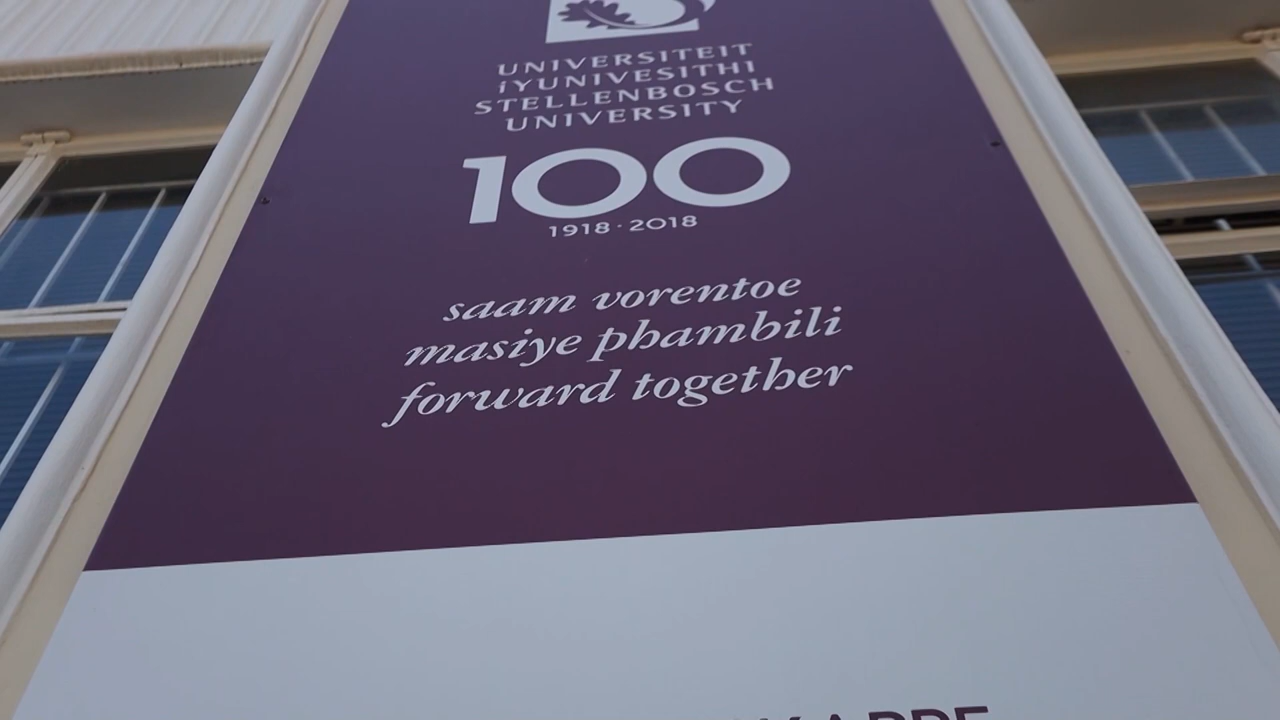 UNIVERSITEIT
iYUNIVESITHI
STELLENBOSCH
UNIVERSITY
100
1918 · 2018
saam vorentoe
masiye phambili
forward together